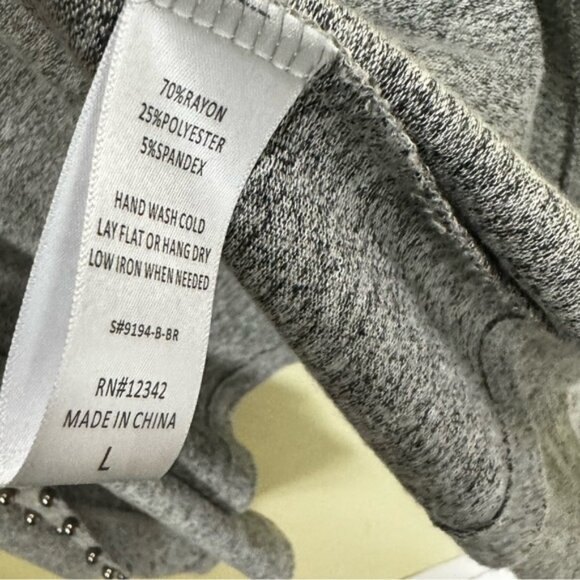 70%RAYON
25%POLYESTER
5%SPANDEX
HAND WASH COLD
LAY FLAT OR HANG DRY
LOW IRON WHEN NEEDED
S#9194-B-BR
RN#12342
MADE IN CHINA
L